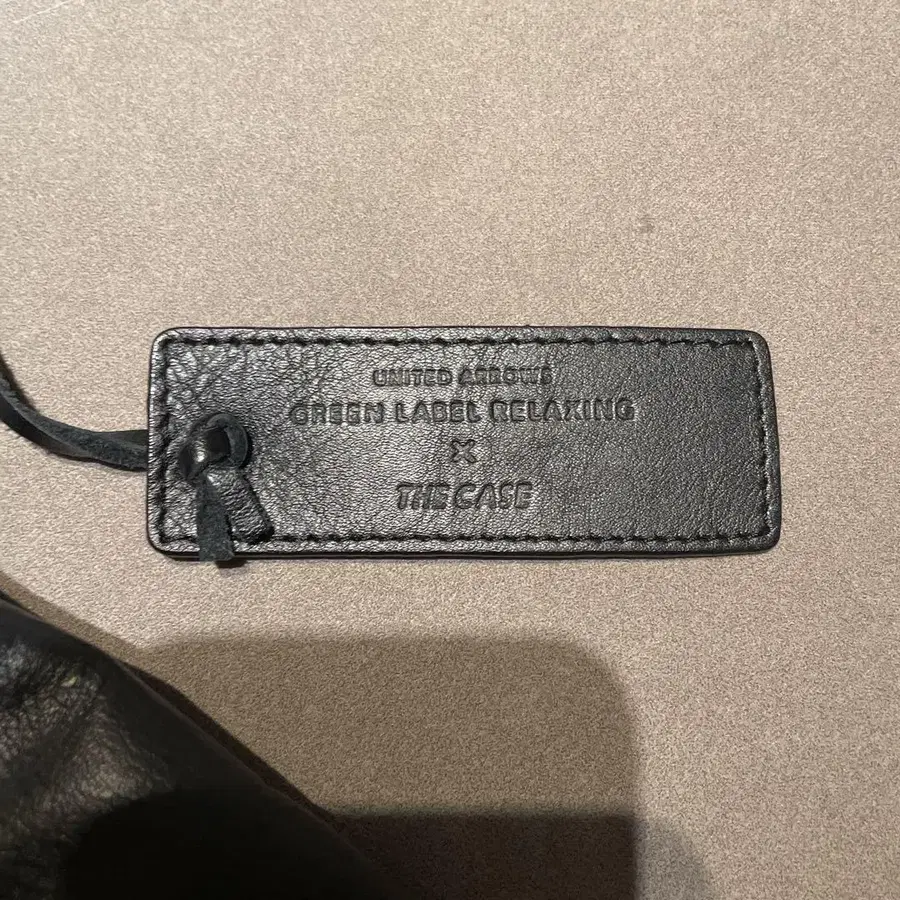 UNITED ARROWS
GREEN LABEL RELAXING
×
THE CASE